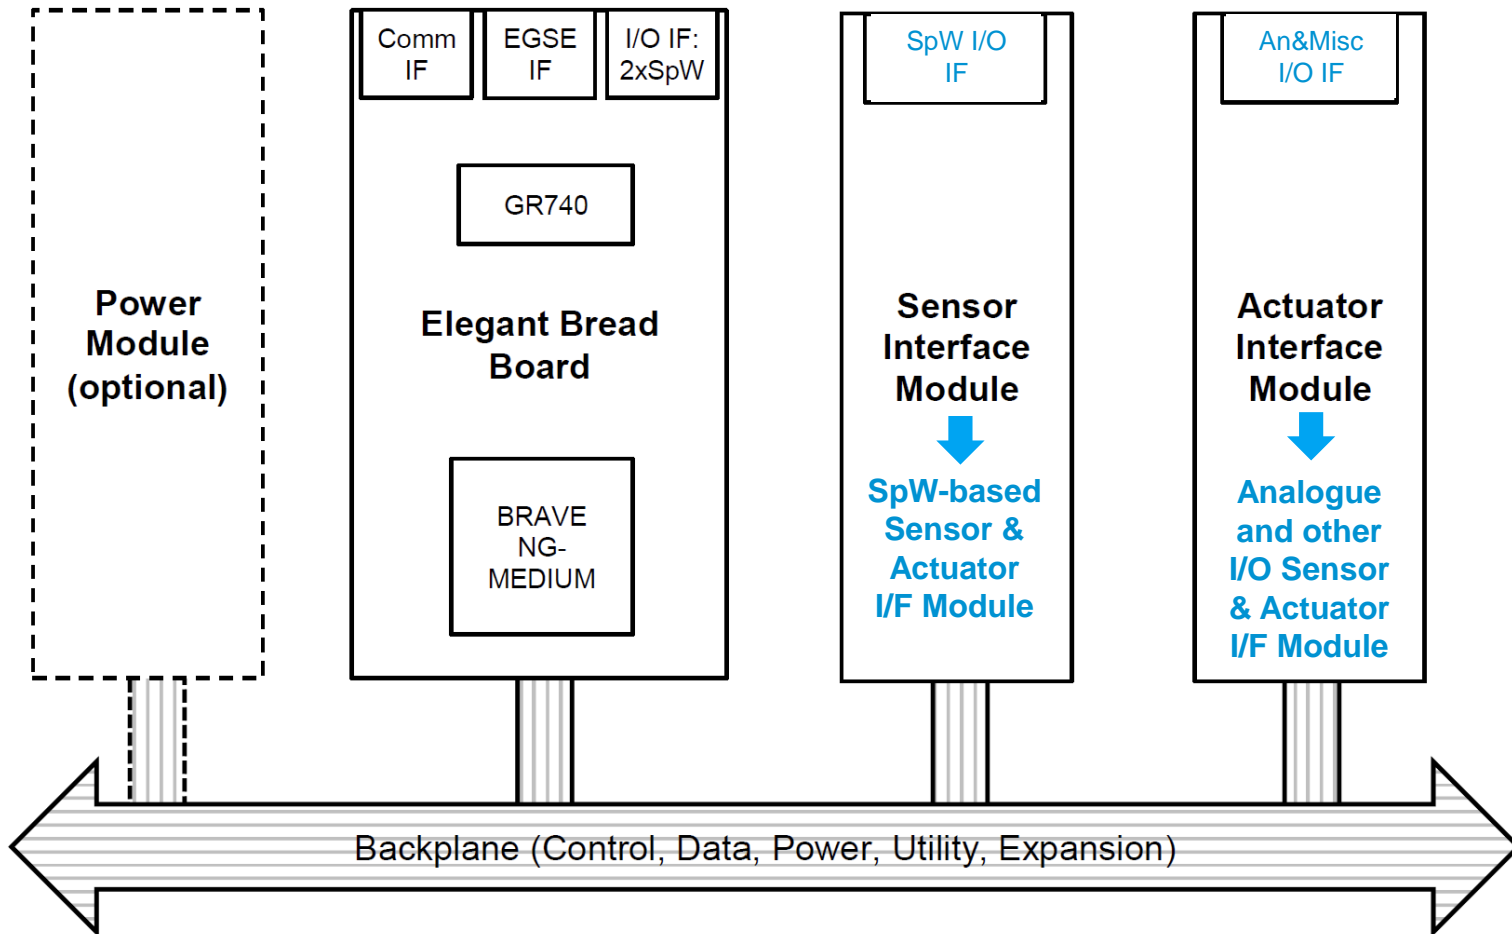 Power
Module
(optional)
Comm
IF
EGSE
IF
I/O IF:
2xSpW
GR740
Elegant Bread
Board
BRAVE
NG-
MEDIUM
SpW I/O
IF
Sensor
Interface
Module
SpW-based
Sensor &
Actuator
I/F Module
An&Misc
I/O IF
Actuator
Interface
Module
Analogue
and other
I/O Sensor
& Actuator
I/F Module
Backplane (Control, Data, Power, Utility, Expansion)